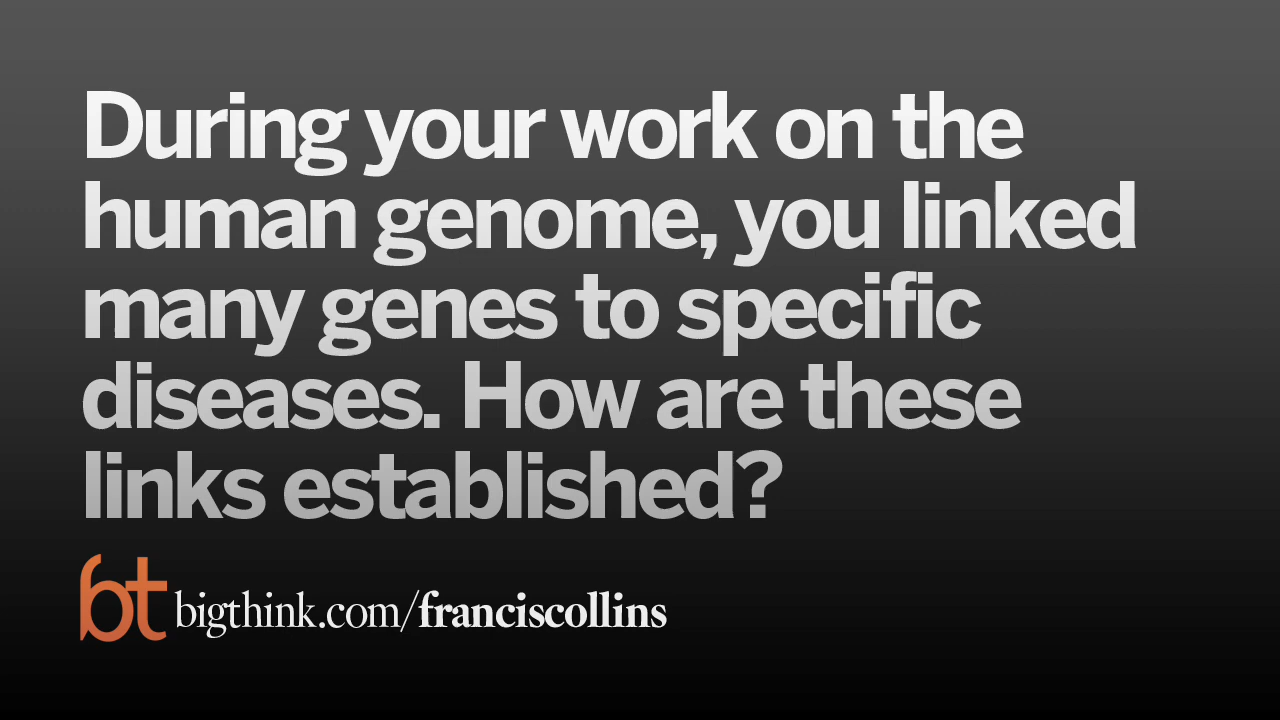 During your work on the
human genome, you linked
many genes to specific
diseases. How are these
links established?
bt bigthink.com/franciscollins